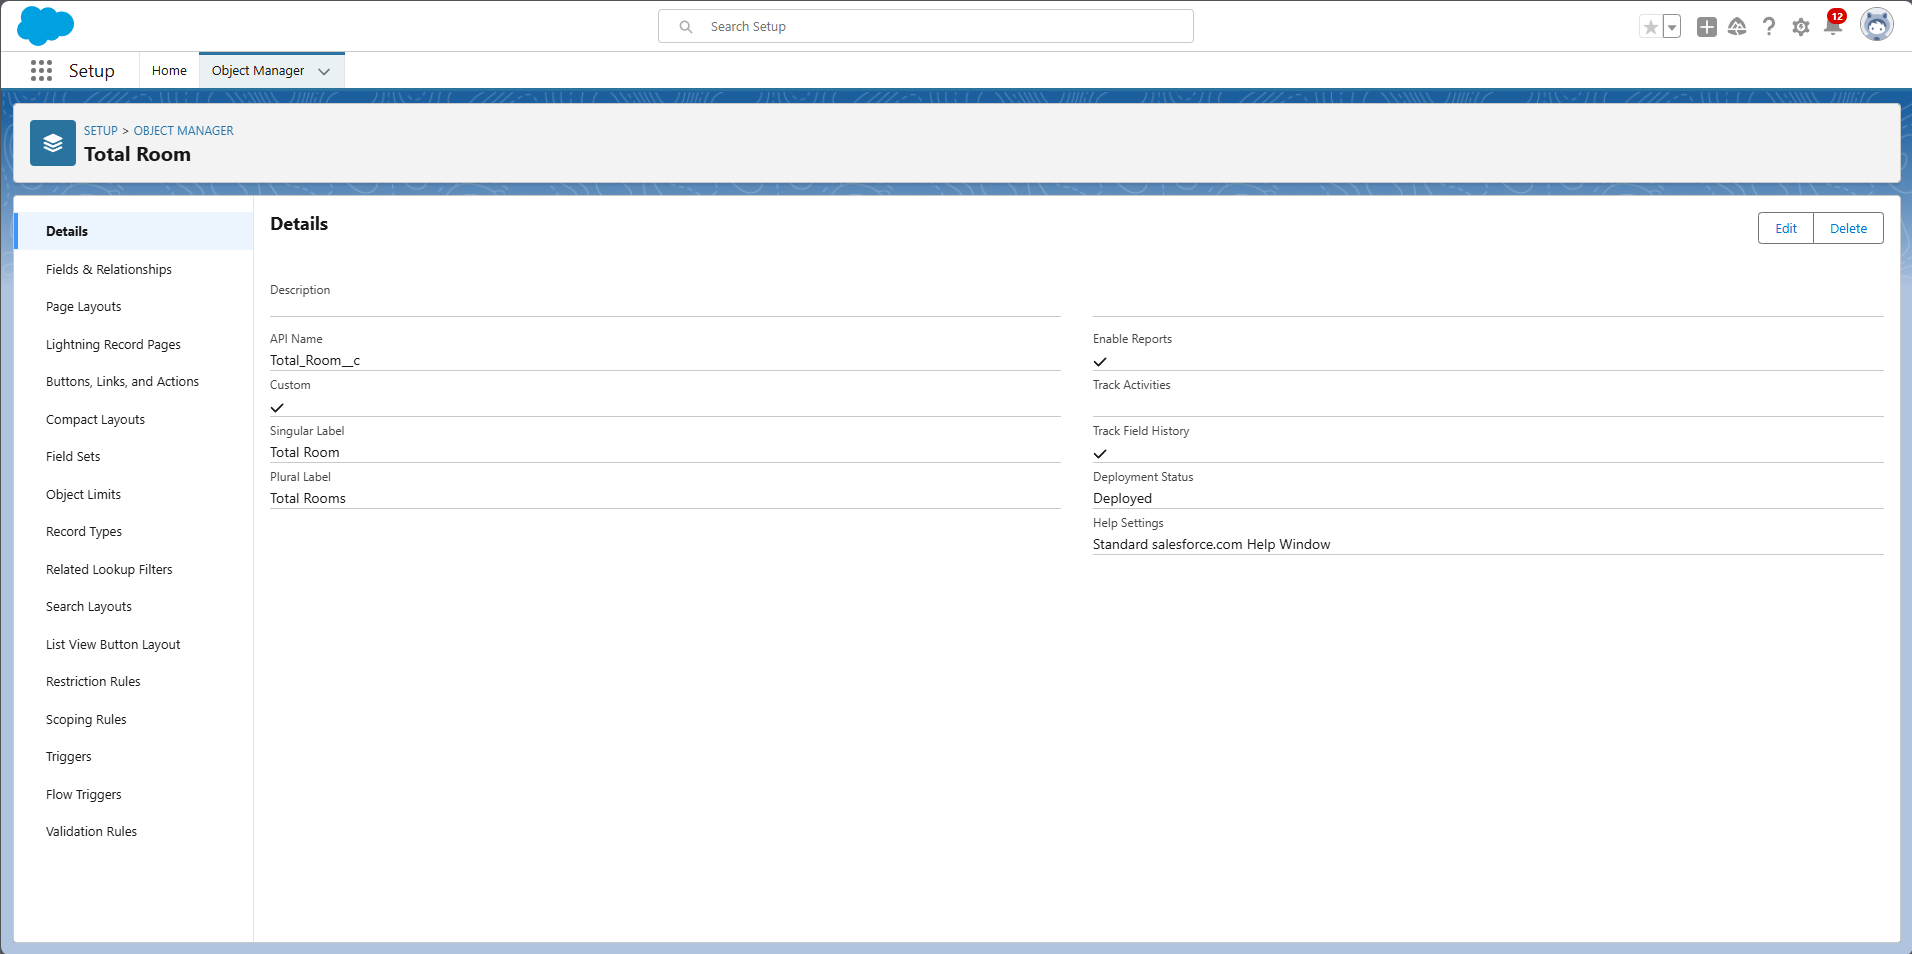 Search Setup
12
Setup
Home
Object Manager
SETUP > OBJECT MANAGER
Total Room
Details
Fields & Relationships
Page Layouts
Lightning Record Pages
Buttons, Links, and Actions
Compact Layouts
Field Sets
Object Limits
Record Types
Related Lookup Filters
Search Layouts
List View Button Layout
Restriction Rules
Scoping Rules
Triggers
Flow Triggers
Validation Rules
Details
Edit
Delete
Description
API Name
Total_Room__c
Custom
Singular Label
Total Room
Plural Label
Total Rooms
Enable Reports
Track Activities
Track Field History
Deployment Status
Deployed
Help Settings
Standard salesforce.com Help Window